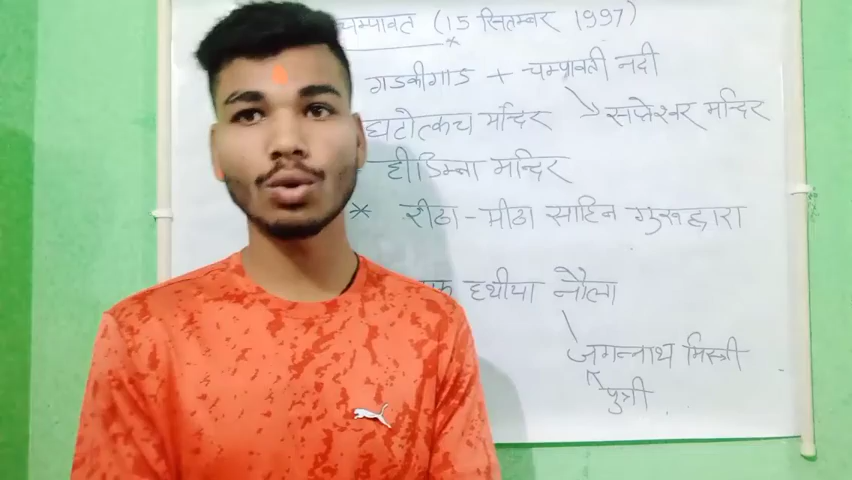 चम्पावत (15 सितम्बर 1997)
*
गडकीगाड + चम्पावती नदी
घटोत्कच मन्दिर ↘ सप्तेश्वर मन्दिर
हीडिम्बा मन्दिर
* रीठा-मीठा साहिब गुरुद्वारा
हथीया नौला
जगन्नाथ मिस्त्री
पुत्री